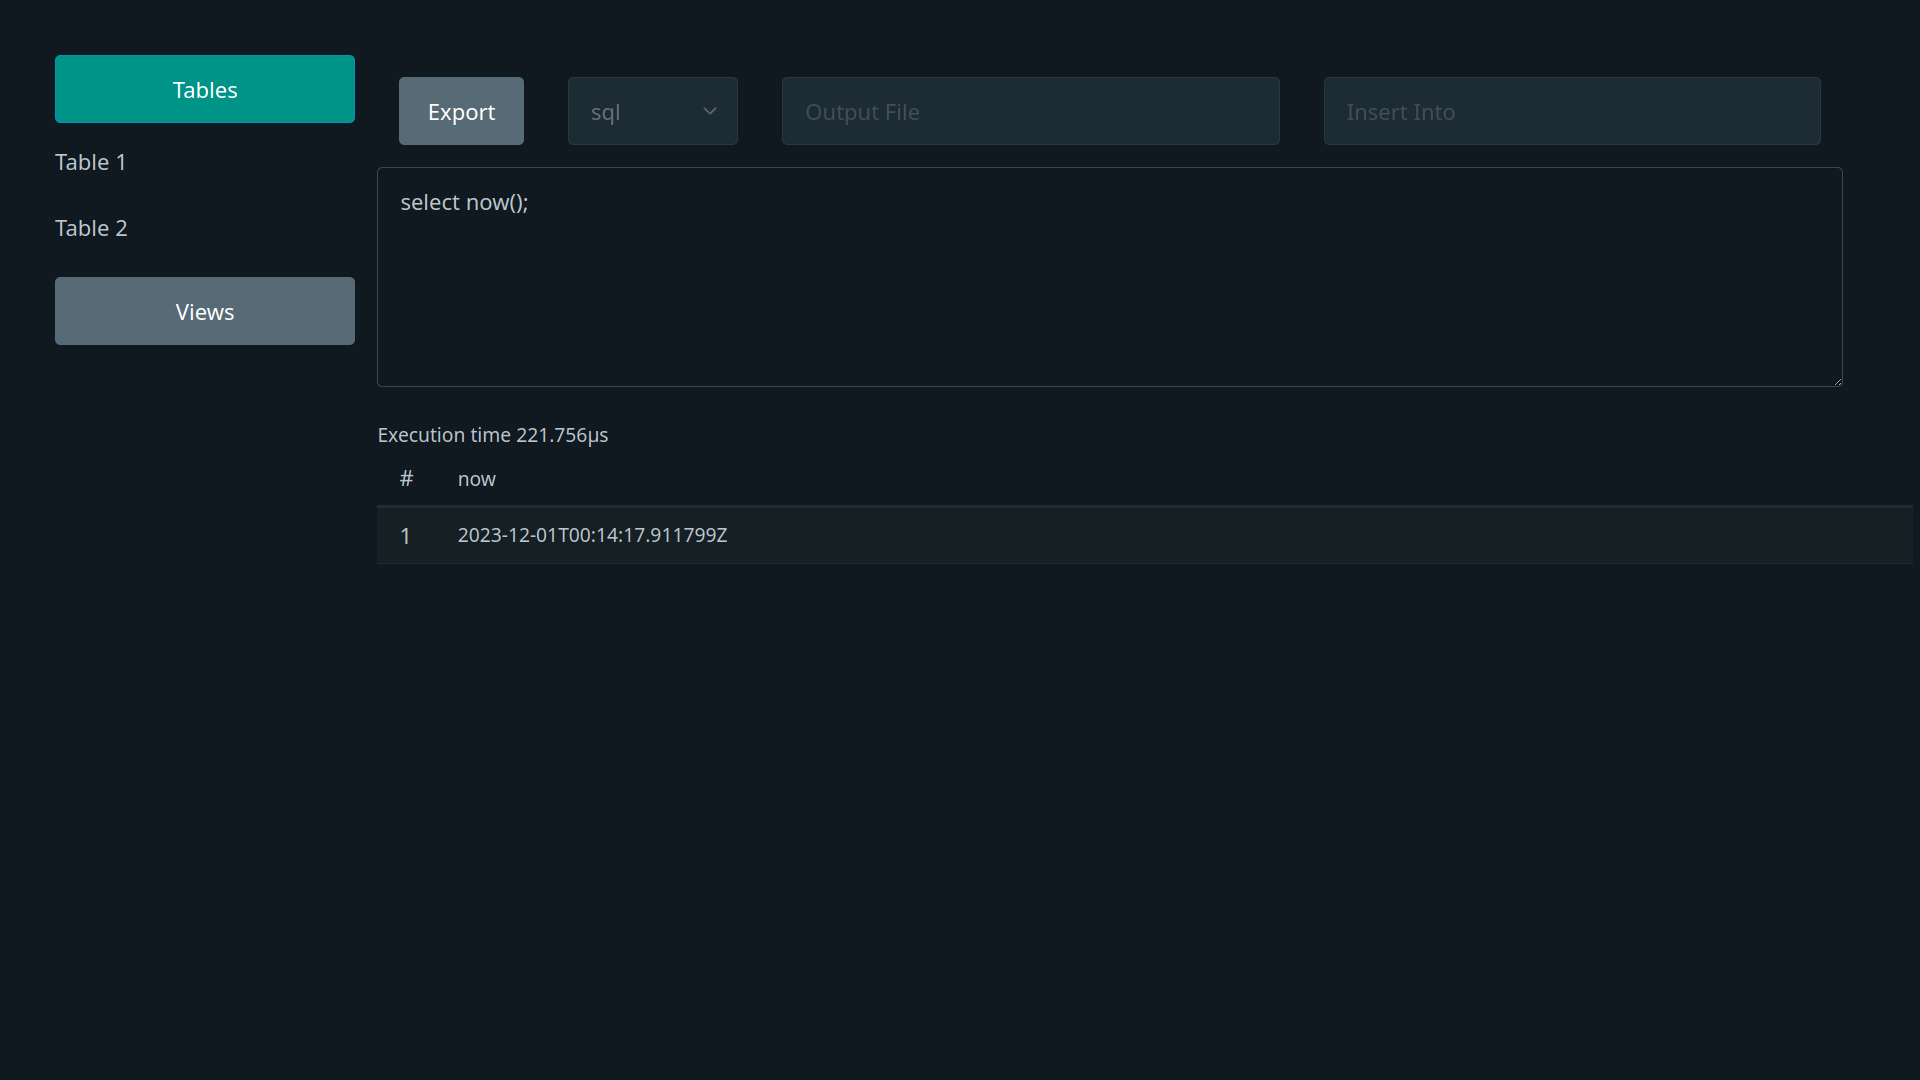 Tables
Table 1
Table 2
Views
Export
sql
Output File
Insert Into
select now();
Execution time 221.756µs
# now
1 2023-12-01T00:14:17.911799Z